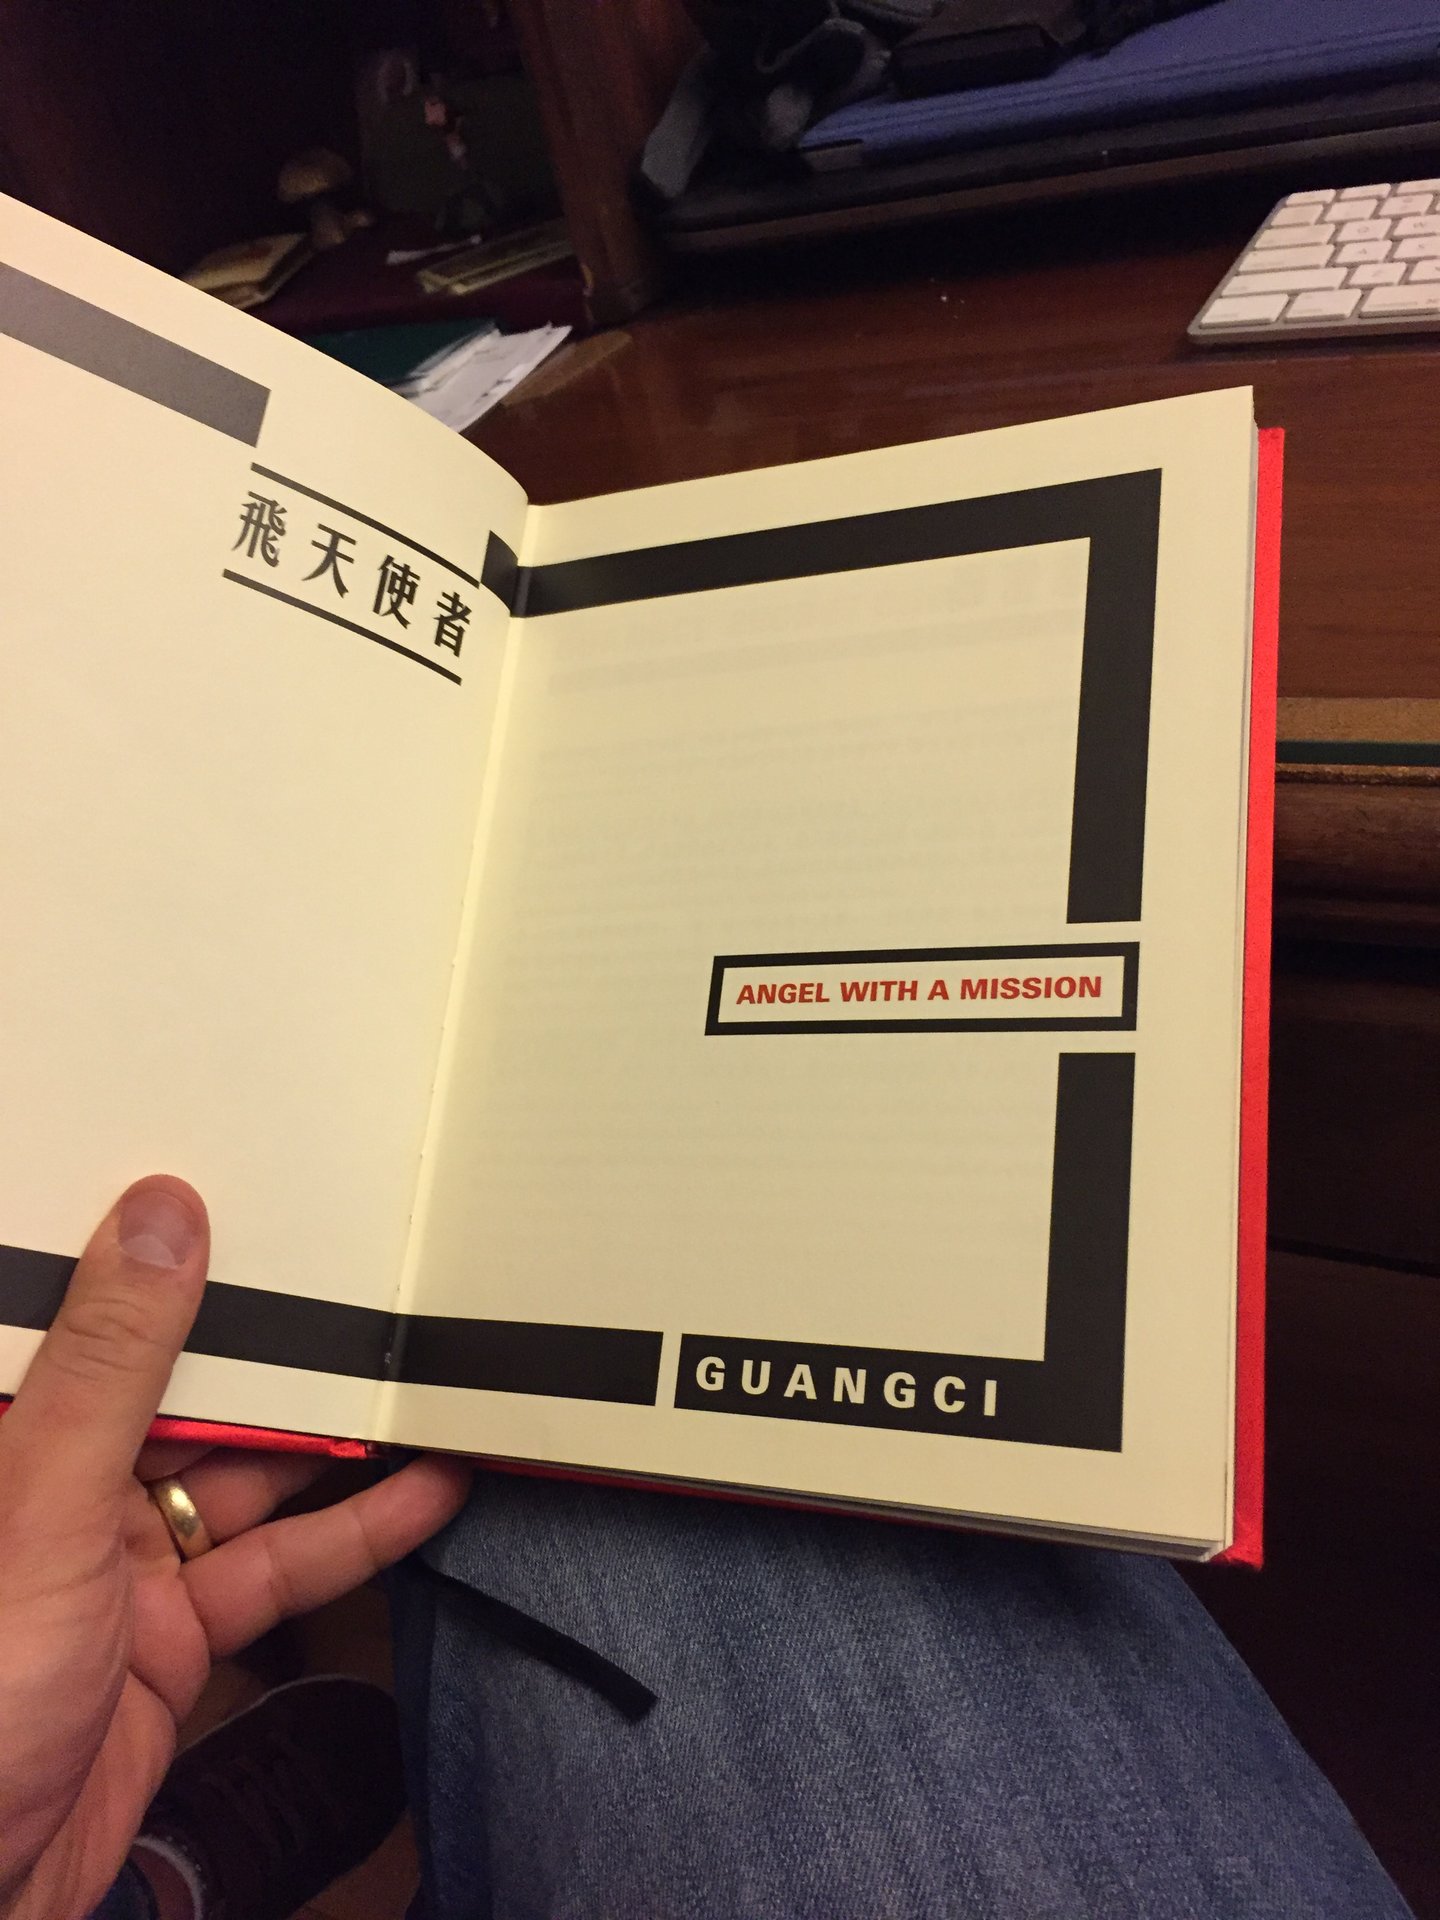 飛天使者
ANGEL WITH A MISSION
GUANGCI